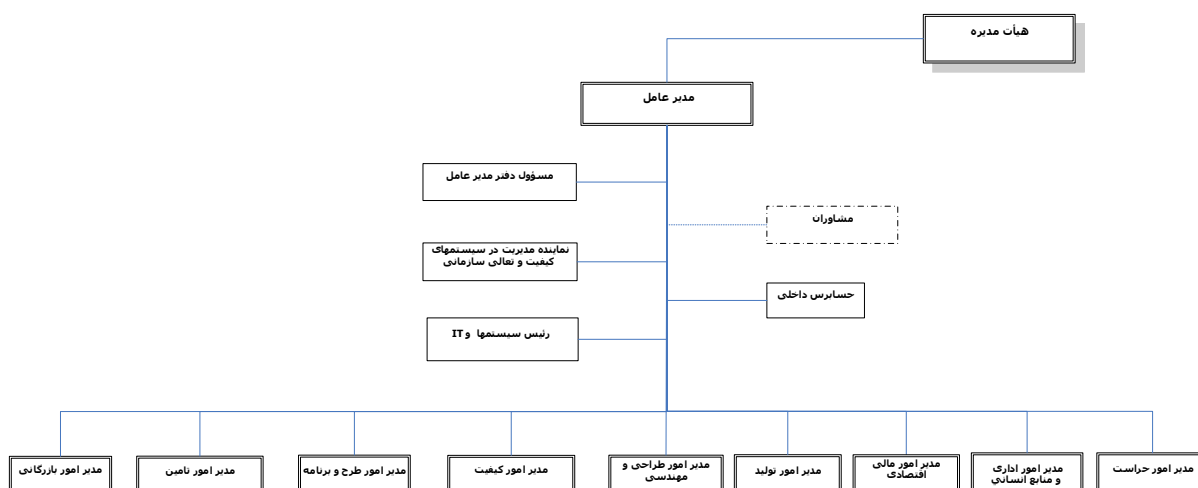 هیأت مدیره
مدیر عامل
مسؤول دفتر مدیر عامل
مشاوران
نماینده مدیریت در سیستمهای
کیفیت و تعالی سازمانی
حسابرس داخلی
رئیس سیستمها و IT
مدیر امور حراست
مدیر امور اداری
و منابع انسانی
مدیر امور مالی
اقتصادی
مدیر امور تولید
مدیر امور طراحی و
مهندسی
مدیر امور کیفیت
مدیر امور طرح و برنامه
مدیر امور تامین
مدیر امور بازرگانی